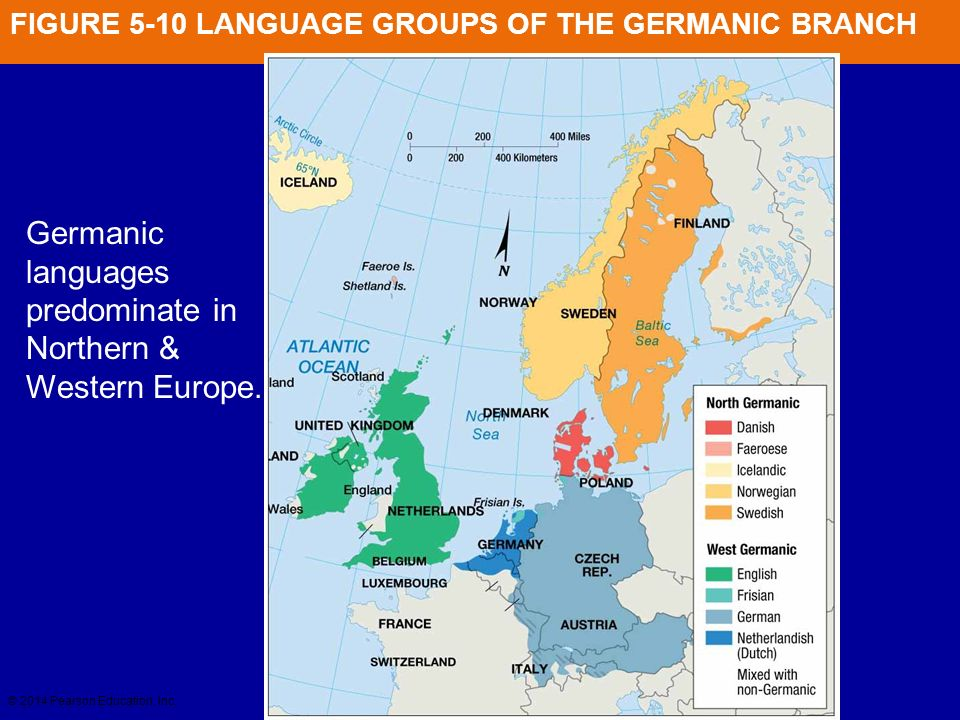 FIGURE 5-10 LANGUAGE GROUPS OF THE GERMANIC BRANCH
Germanic
languages
predominate in
Northern &
Western Europe.
Arctic Circle
65°N
ICELAND
0 200 400 Miles
0 200 400 Kilometers
N
Faeroe Is.
Shetland Is.
NORWAY
SWEDEN
FINLAND
Baltic
Sea
ATLANTIC
OCEAN
land
Scotland
UNITED KINGDOM
LAND
England
Wales
North
Sea
DENMARK
POLAND
Frisian Is.
NETHERLANDS
GERMANY
BELGIUM
CZECH
REP.
LUXEMBOURG
FRANCE
AUSTRIA
SWITZERLAND
ITALY
North Germanic
Danish
Faeroese
Icelandic
Norwegian
Swedish
West Germanic
English
Frisian
German
Netherlandish
(Dutch)
Mixed with
non-Germanic
© 2014 Pearson Education, Inc.